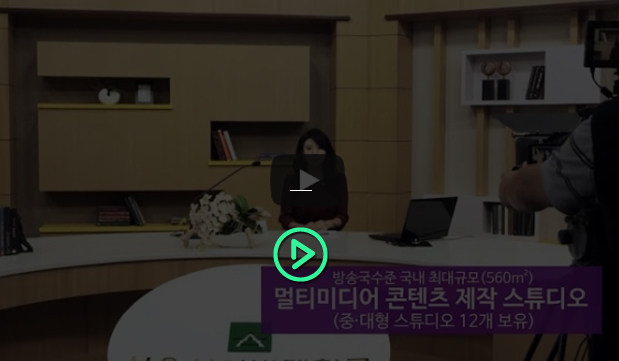 방송국수준 국내 최대규모(560㎡)
멀티미디어 콘텐츠 제작 스튜디오
(중·대형 스튜디오 12개 보유)